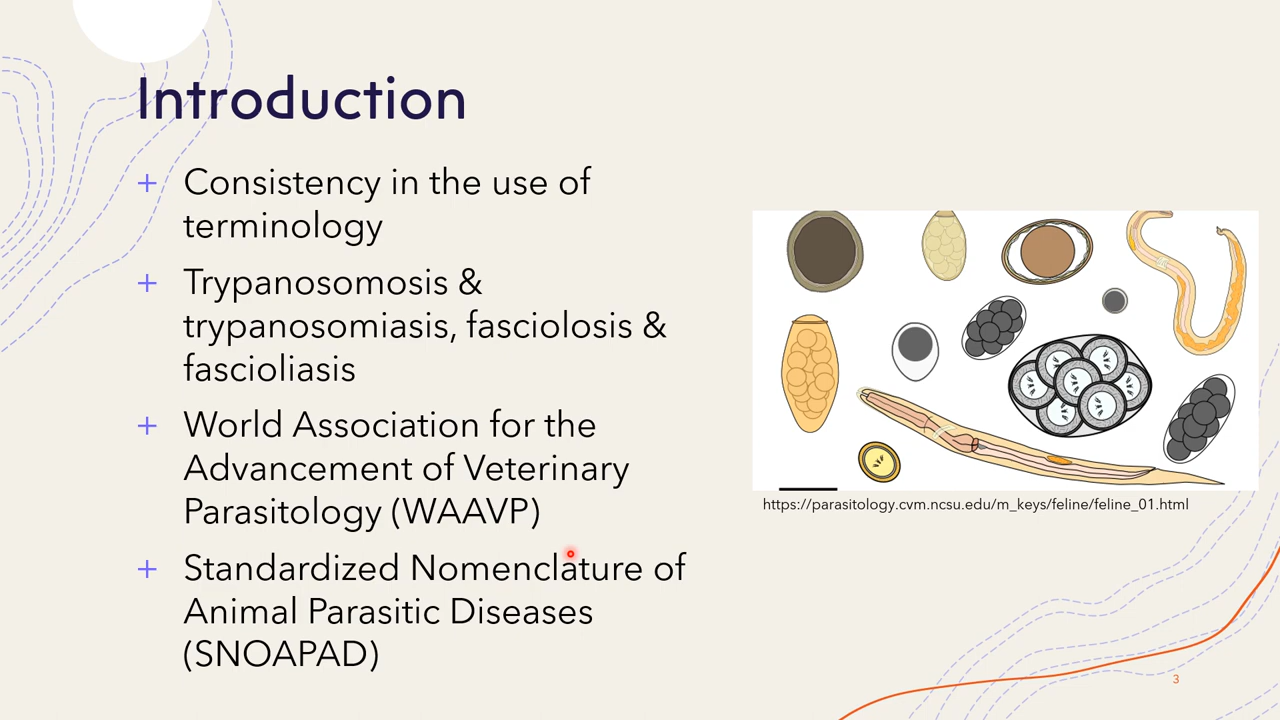 Introduction
+ Consistency in the use of
terminology
+ Trypanosomosis &
trypanosomiasis, fasciolosis &
fascioliasis
+ World Association for the
Advancement of Veterinary
Parasitology (WAAVP)
+ Standardized Nomenclature of
Animal Parasitic Diseases
(SNOAPAD)
https://parasitology.cvm.ncsu.edu/m_keys/feline/feline_01.html
3